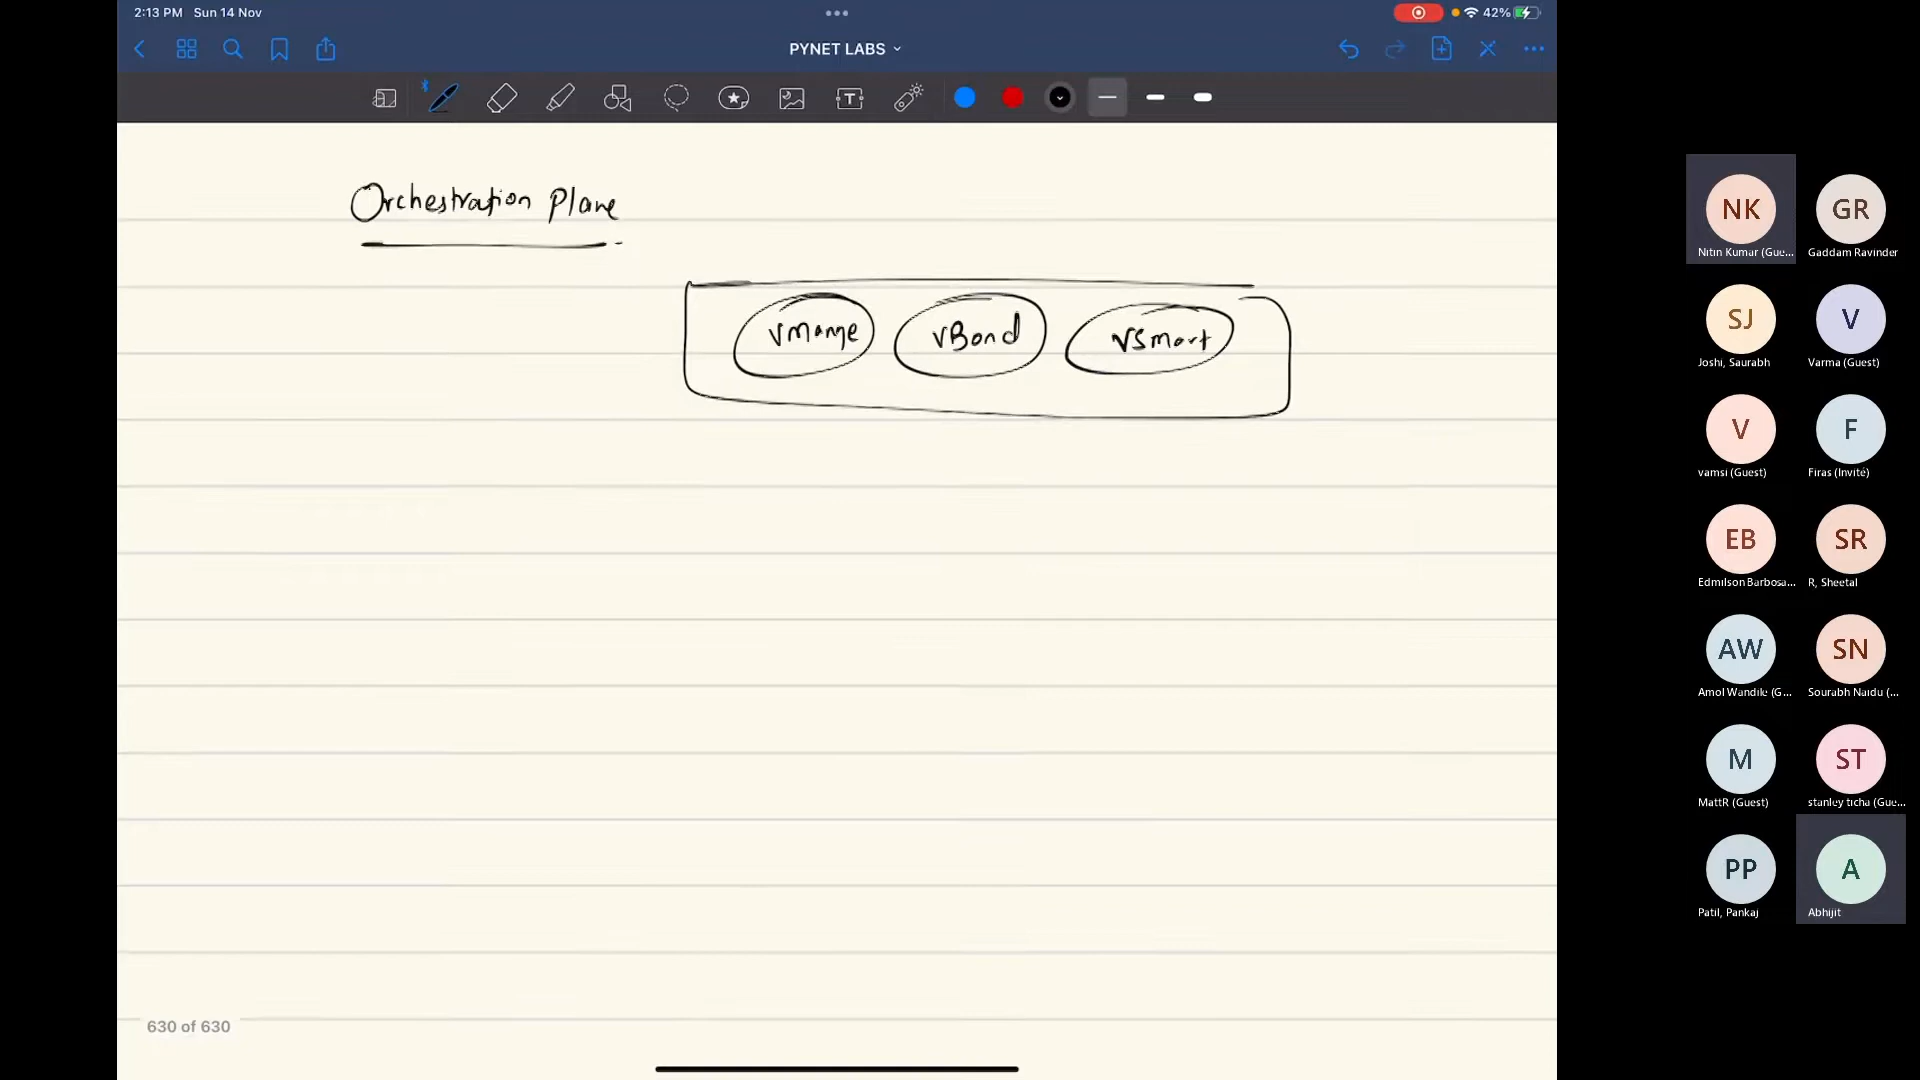 2:13 PM Sun 14 Nov
42%
PYNET LABS
Orchestration Plane
vMange vBond vSmart
630 of 630
NK GR
Nitin Kumar (Gue... Gaddam Ravinder
SJ V
Joshi, Saurabh Varma (Guest)
V F
vamsi (Guest) Firas (Invité)
EB SR
Edmilson Barbosa... R, Sheetal
AW SN
Amol Wandile (G... Sourabh Naidu (...
M ST
MattR (Guest) stanley ticha (Gue...
PP A
Patil, Pankaj Abhijit